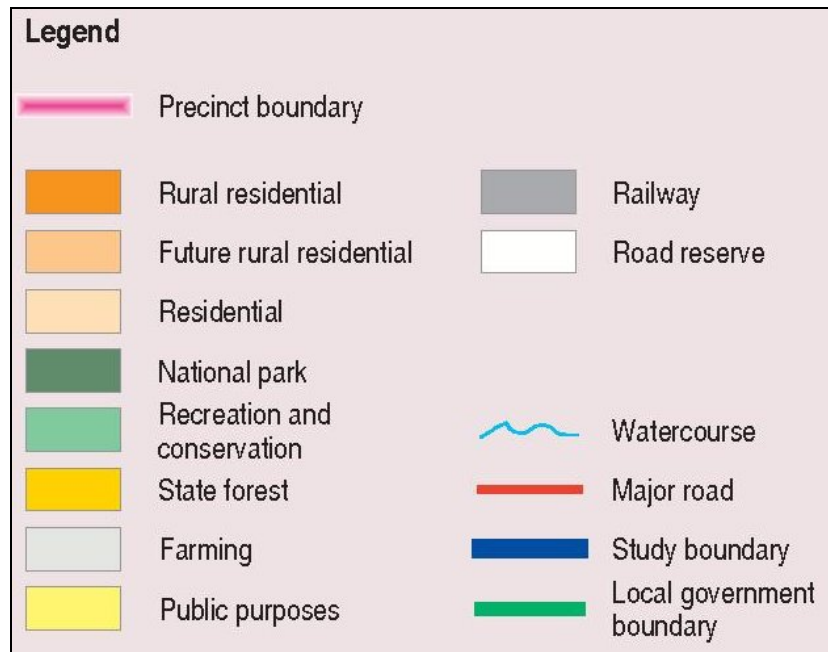 Legend
Precinct boundary
Rural residential
Future rural residential
Residential
National park
Recreation and
conservation
State forest
Farming
Public purposes
Railway
Road reserve
Watercourse
Major road
Study boundary
Local government
boundary